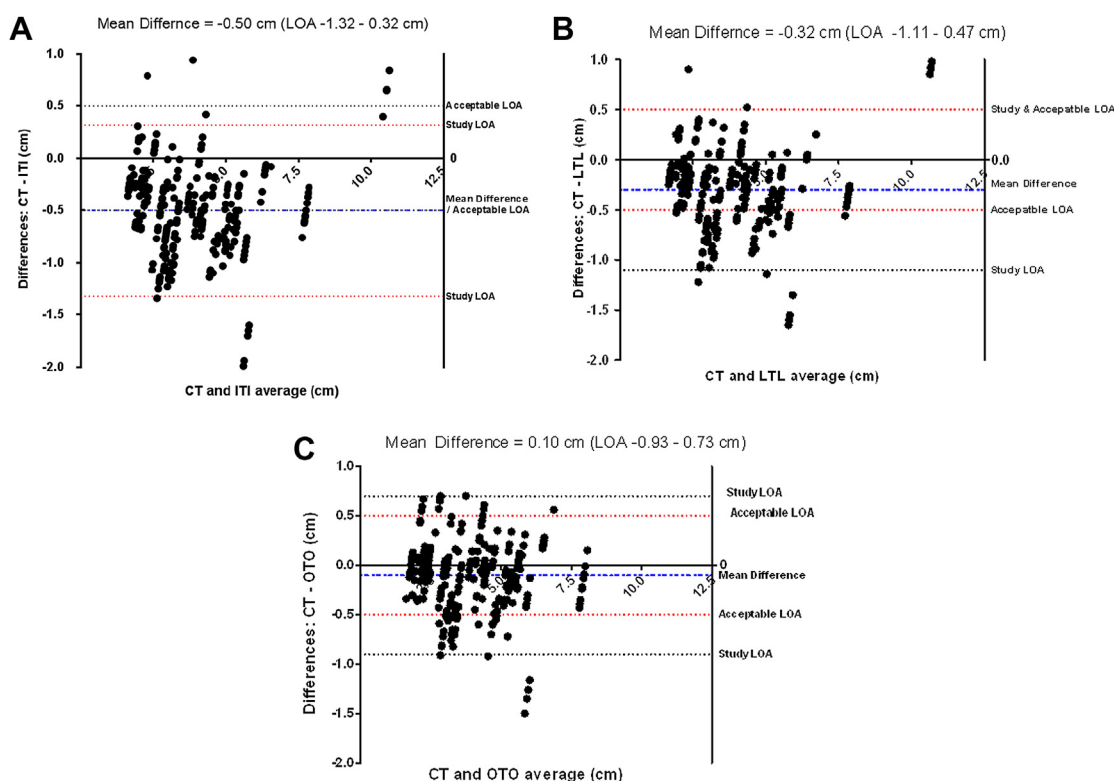 A
Mean Differnce = -0.50 cm (LOA -1.32 - 0.32 cm)
1.0
0.5
0.0
-0.5
-1.0
-1.5
-2.0
Differences: CT - ITI (cm)
Acceptable LOA
Study LOA
0
Mean Difference
/ Acceptable LOA
Study LOA
5.0
7.5
10.0
12.5
CT and ITI average (cm)
B
Mean Differnce = -0.32 cm (LOA -1.11 - 0.47 cm)
1.0
0.5
0.0
-0.5
-1.0
-1.5
-2.0
Differences: CT - LTL (cm)
Study & Accepatble LOA
0.0
Mean Difference
Accepatble LOA
Study LOA
5.0
7.5
10.0
12.5
CT and LTL average (cm)
C
Mean Difference = 0.10 cm (LOA -0.93 - 0.73 cm)
1.0
0.5
0.0
-0.5
-1.0
-1.5
-2.0
Differences: CT - OTO (cm)
Study LOA
Acceptable LOA
0
Mean Difference
Acceptable LOA
Study LOA
5.0
7.5
10.0
12.5
CT and OTO average (cm)